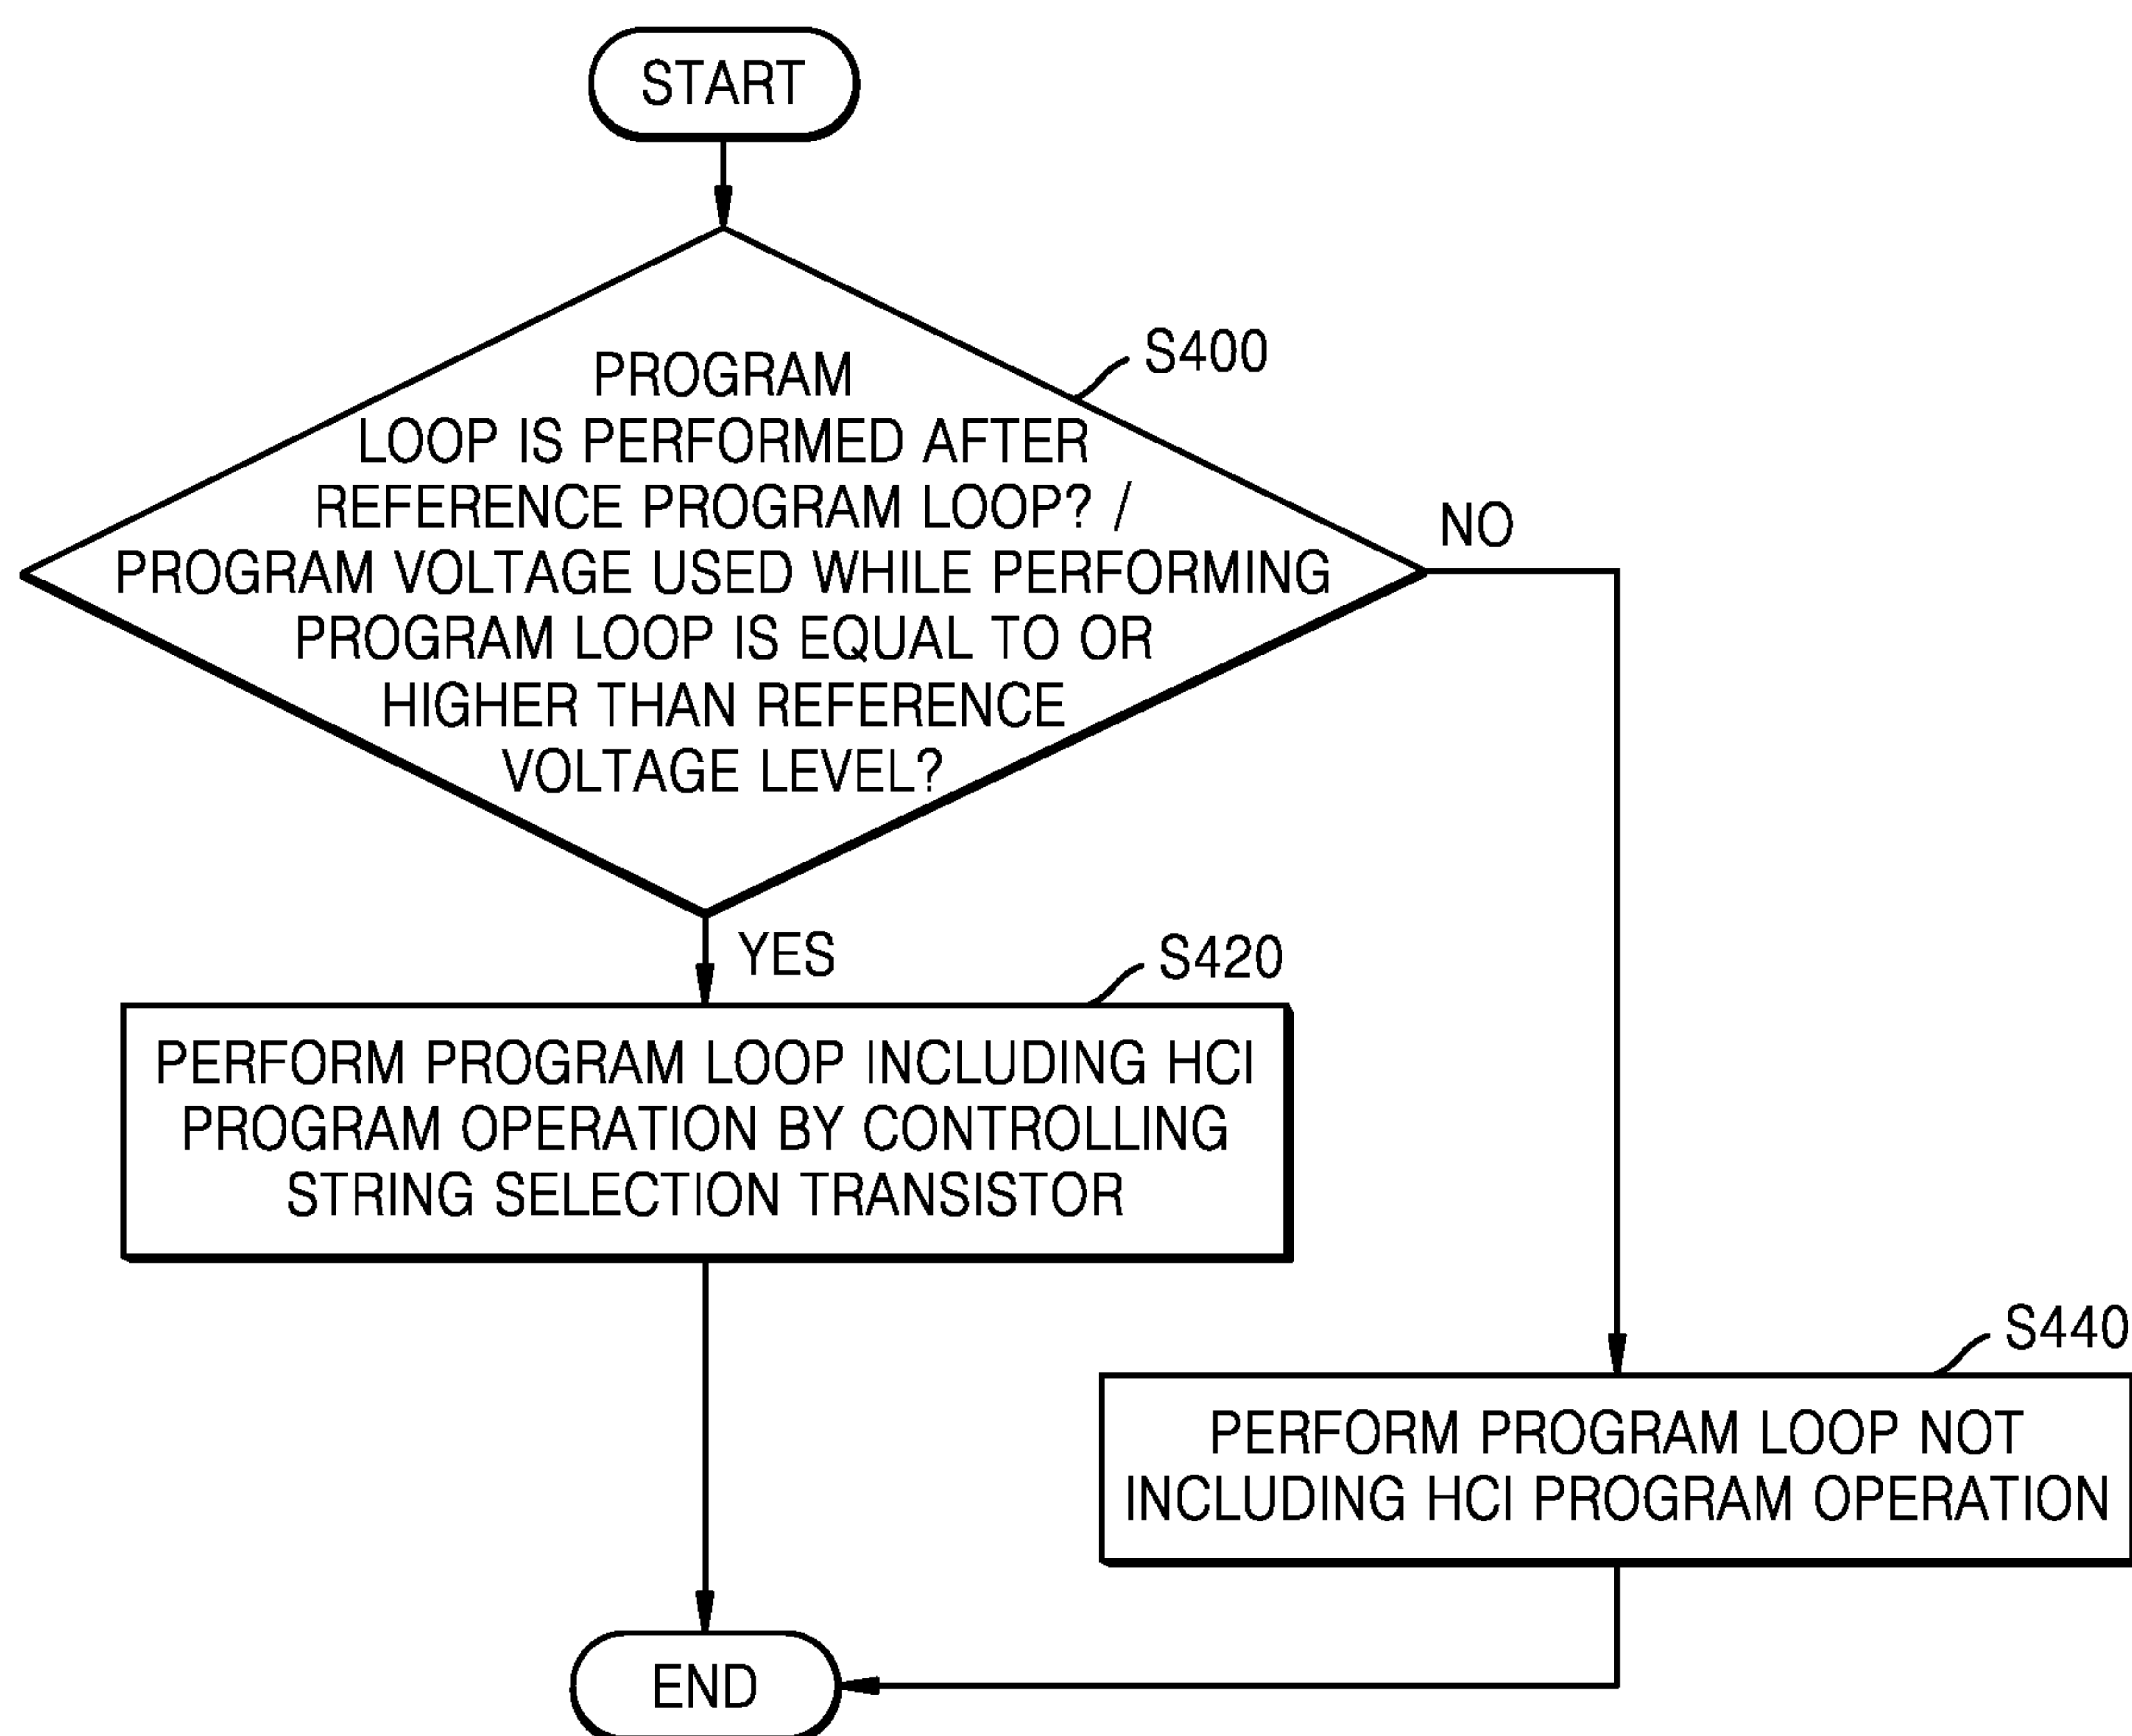 START
S400
PROGRAM
LOOP IS PERFORMED AFTER
REFERENCE PROGRAM LOOP? /
PROGRAM VOLTAGE USED WHILE PERFORMING
PROGRAM LOOP IS EQUAL TO OR
HIGHER THAN REFERENCE
VOLTAGE LEVEL?
NO
YES
S420
PERFORM PROGRAM LOOP INCLUDING HCI
PROGRAM OPERATION BY CONTROLLING
STRING SELECTION TRANSISTOR
S440
PERFORM PROGRAM LOOP NOT
INCLUDING HCI PROGRAM OPERATION
END